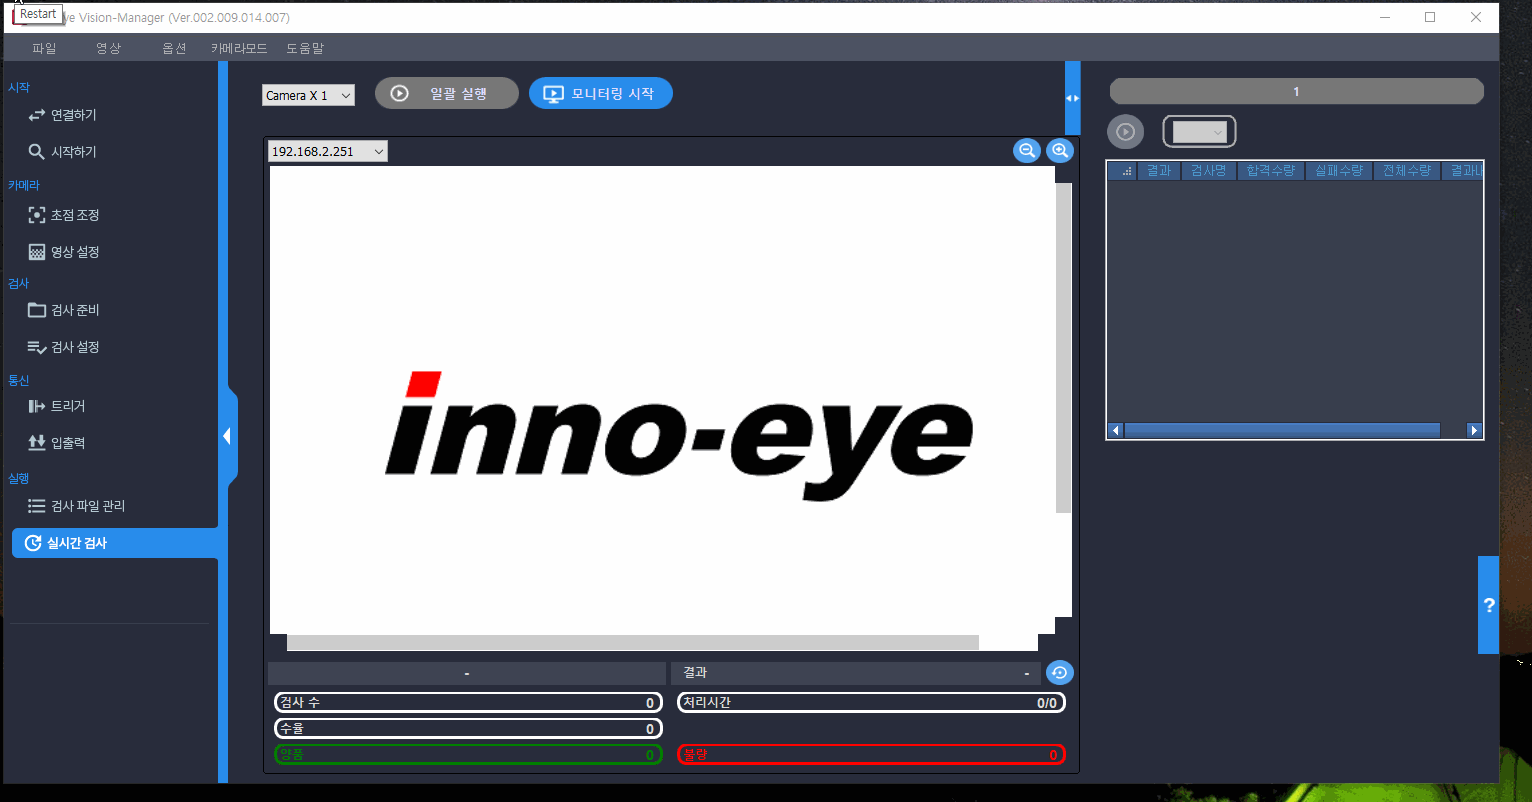 Restart
ye Vision-Manager (Ver.002.009.014.007)
파일 영상 옵션 카메라모드 도움말
시작
연결하기
시작하기
카메라
초점 조정
영상 설정
검사
검사 준비
검사 설정
통신
트리거
입출력
실행
검사 파일 관리
실시간 검사
Camera X 1
일괄 실행
모니터링 시작
192.168.2.251
inno-eye
-
결과 -
검사 수 0
처리시간 0/0
수율 0
양품 0
불량 0
1
결과 검사명 합격수량 실패수량 전체수량
?